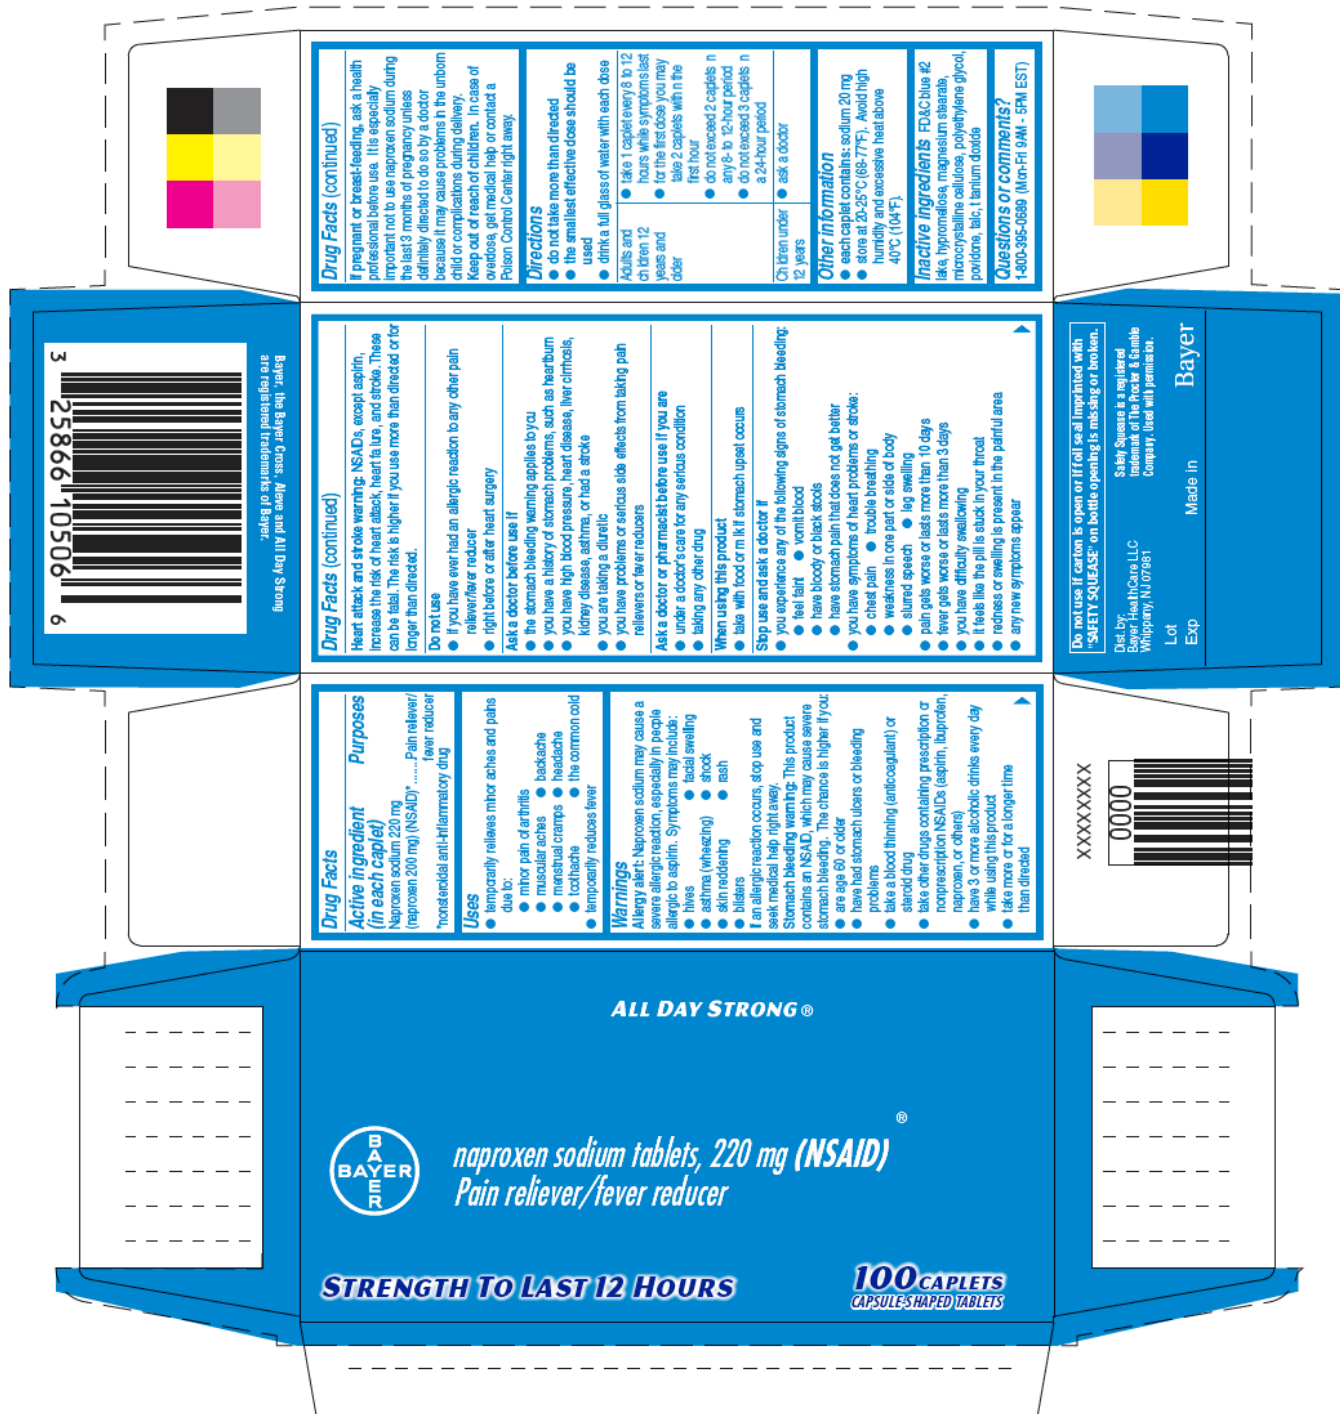 ALL DAY STRONG®
BAYER
BAYER
naproxen sodium tablets, 220 mg (NSAID)
®
Pain reliever/fever reducer
STRENGTH TO LAST 12 HOURS
100 CAPLETS
CAPSULE-SHAPED TABLETS
Drug Facts
Active ingredient Purposes
(in each caplet)
Naproxen sodium 220 mg
(naproxen 200 mg) (NSAID)* ........Pain reliever/
fever reducer
*nonsteroidal anti-inflammatory drug
Uses
● temporarily relieves minor aches and pains
due to:
● minor pain of arthritis
● muscular aches ● backache
● menstrual cramps ● headache
● toothache ● the common cold
● temporarily reduces fever
Warnings
Allergy alert: Naproxen sodium may cause a
severe allergic reaction, especially in people
allergic to aspirin. Symptoms may include:
● hives ● facial swelling
● asthma (wheezing) ● shock
● skin reddening ● rash
● blisters
If an allergic reaction occurs, stop use and
seek medical help right away.
Stomach bleeding warning: This product
contains an NSAID, which may cause severe
stomach bleeding. The chance is higher if you:
● are age 60 or older
● have had stomach ulcers or bleeding
problems
● take a blood thinning (anticoagulant) or
steroid drug
● take other drugs containing prescription or
nonprescription NSAIDs (aspirin, ibuprofen,
naproxen, or others)
● have 3 or more alcoholic drinks every day
while using this product
● take more or for a longer time
than directed
Drug Facts (continued)
Heart attack and stroke warning: NSAIDs, except aspirin,
increase the risk of heart attack, heart fa lure, and stroke. These
can be fatal. The risk is higher if you use more than directed or for
longer than directed.
Do not use
● if you have ever had an allergic reaction to any other pain
reliever/fever reducer
● right before or after heart surgery
Ask a doctor before use if
● the stomach bleeding warning applies to you
● you have a history of stomach problems, such as heartburn
● you have high blood pressure, heart disease, liver cirrhosis,
kidney disease, asthma, or had a stroke
● you are taking a diuretic
● you have problems or serious side effects from taking pain
relievers or fever reducers
Ask a doctor or pharmacist before use if you are
● under a doctor's care for any serious condition
● taking any other drug
When using this product
● take with food or m lk if stomach upset occurs
Stop use and ask a doctor if
● you experience any of the following signs of stomach bleeding:
● feel faint ● vomit blood
● have bloody or black stools
● have stomach pain that does not get better
● you have symptoms of heart problems or stroke:
● chest pain ● trouble breathing
● weakness in one part or side of body
● slurred speech ● leg swelling
● pain gets worse or lasts more than 10 days
● fever gets worse or lasts more than 3 days
● you have difficulty swallowing
● it feels like the pill is stuck in your throat
● redness or swelling is present in the painful area
● any new symptoms appear
Drug Facts (continued)
If pregnant or breast-feeding, ask a health
professional before use. It is especially
important not to use naproxen sodium during
the last 3 months of pregnancy unless
definitely directed to do so by a doctor
because it may cause problems in the unborn
child or complications during delivery.
Keep out of reach of children. In case of
overdose, get medical help or contact a
Poison Control Center right away.
Directions
● do not take more than directed
● the smallest effective dose should be
used
● drink a full glass of water with each dose
Adults and
ch ldren 12
years and
older
● take 1 caplet every 8 to 12
hours while symptoms last
● for the first dose you may
take 2 caplets with n the
first hour
● do not exceed 2 caplets n
any 8- to 12-hour period
● do not exceed 3 caplets n
a 24-hour period
Ch ldren under
12 years
● ask a doctor
Other information
● each caplet contains: sodium 20 mg
● store at 20-25°C (68-77°F). Avoid high
humidity and excessive heat above
40°C (104°F).
Inactive ingredients FD&C blue #2
lake, hypromellose, magnesium stearate,
microcrystalline cellulose, polyethylene glycol,
povidone, talc, t tanium dioxide
Questions or comments?
1-800-395-0689 (Mon-Fri 9AM - 5PM EST)
3 25866 10506 6
Bayer, the Bayer Cross, Aleve and All Day Strong
are registered trademarks of Bayer.
Do not use if carton is open or if foil seal imprinted with
"SAFETY SQUEASE" on bottle opening is missing or broken.
Dist. by:
Bayer HealthCare LLC
Whippany, NJ 07981
Safety Squease is a registered
trademark of The Procter & Gamble
Company. Used with permission.
Lot
Exp
Made in
Bayer
XXXXXXXX
0000